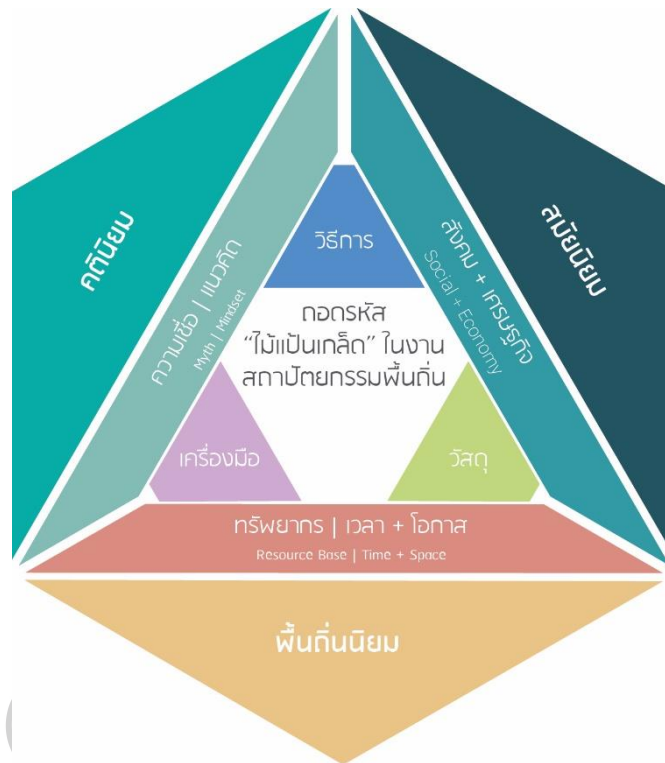 คตินิยม
สมัยนิยม
ความเชื่อ | แนวคิด
Myth | Mindset
สังคม + เศรษฐกิจ
Social + Economy
วิธีการ
ถอดรหัส
“ไม้แป้นเกล็ด” ในงาน
สถาปัตยกรรมพื้นถิ่น
เครื่องมือ
วัสดุ
ทรัพยากร | เวลา + โอกาส
Resource Base | Time + Space
พื้นถิ่นนิยม